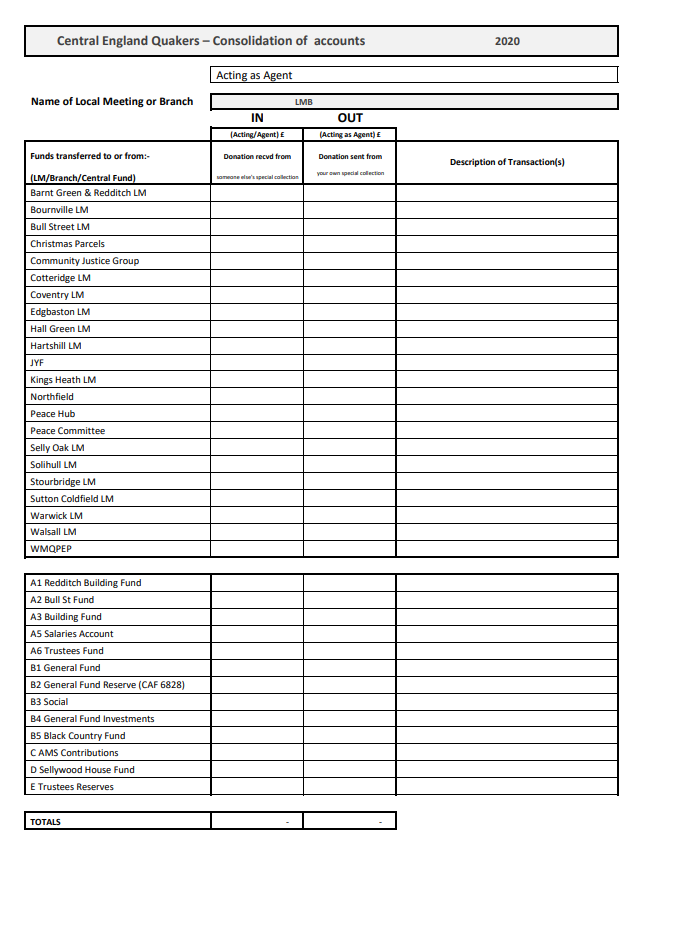 Central England Quakers – Consolidation of accounts 2020
Acting as Agent
Name of Local Meeting or Branch LMB
IN OUT
(Acting/Agent) £ (Acting as Agent) £
Funds transferred to or from:- Donation recvd from Donation sent from Description of Transaction(s)
(LM/Branch/Central Fund) someone else's special collection your own special collection
Barnt Green & Redditch LM
Bournville LM
Bull Street LM
Christmas Parcels
Community Justice Group
Cotteridge LM
Coventry LM
Edgbaston LM
Hall Green LM
Hartshill LM
JYF
Kings Heath LM
Northfield
Peace Hub
Peace Committee
Selly Oak LM
Solihull LM
Stourbridge LM
Sutton Coldfield LM
Warwick LM
Walsall LM
WMQPEP
A1 Redditch Building Fund
A2 Bull St Fund
A3 Building Fund
A5 Salaries Account
A6 Trustees Fund
B1 General Fund
B2 General Fund Reserve (CAF 6828)
B3 Social
B4 General Fund Investments
B5 Black Country Fund
C AMS Contributions
D Sellywood House Fund
E Trustees Reserves
TOTALS - -